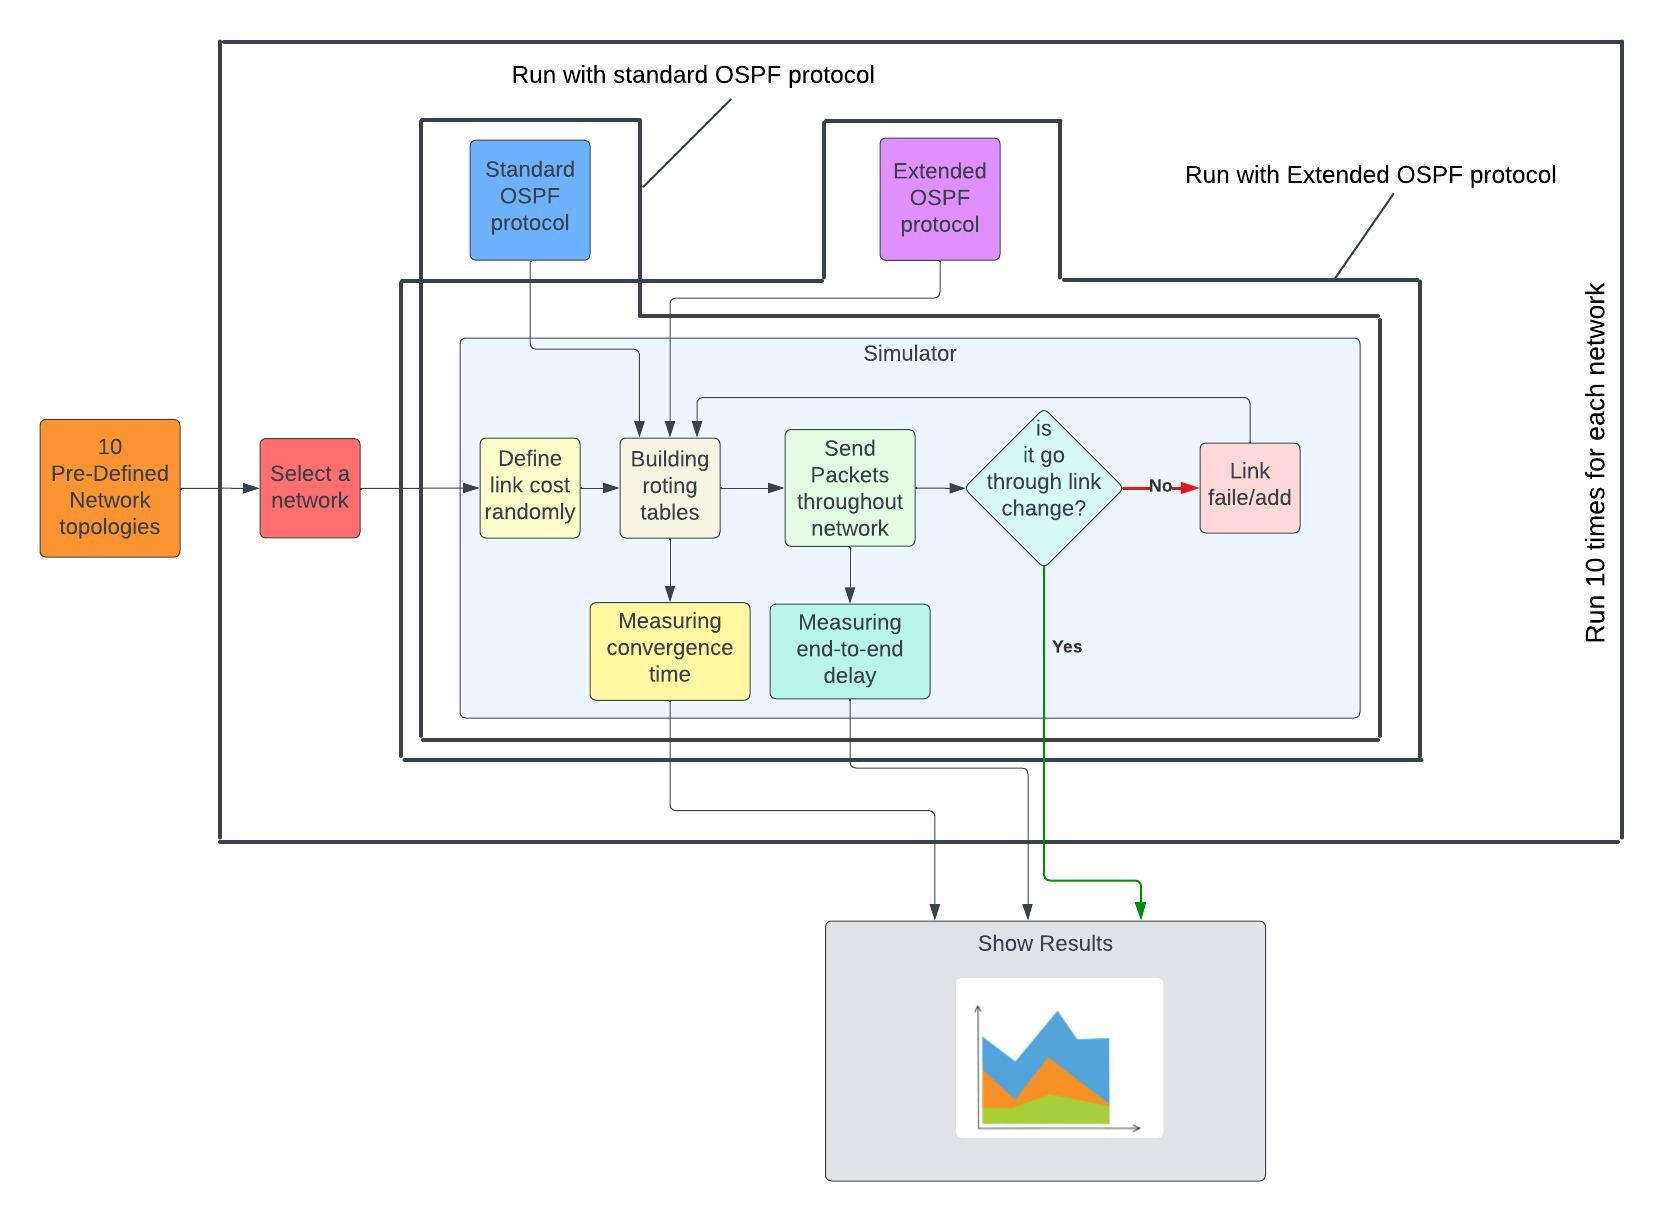 Run with standard OSPF protocol
Standard
OSPF
protocol
Extended
OSPF
protocol
Run with Extended OSPF protocol
Run 10 times for each network
Simulator
10
Pre-Defined
Network
topologies
Select a
network
Define
link cost
randomly
Building
roting
tables
Send
Packets
throughout
network
is
it go
through link
change?
No
Link
faile/add
Measuring
convergence
time
Measuring
end-to-end
delay
Yes
Show Results